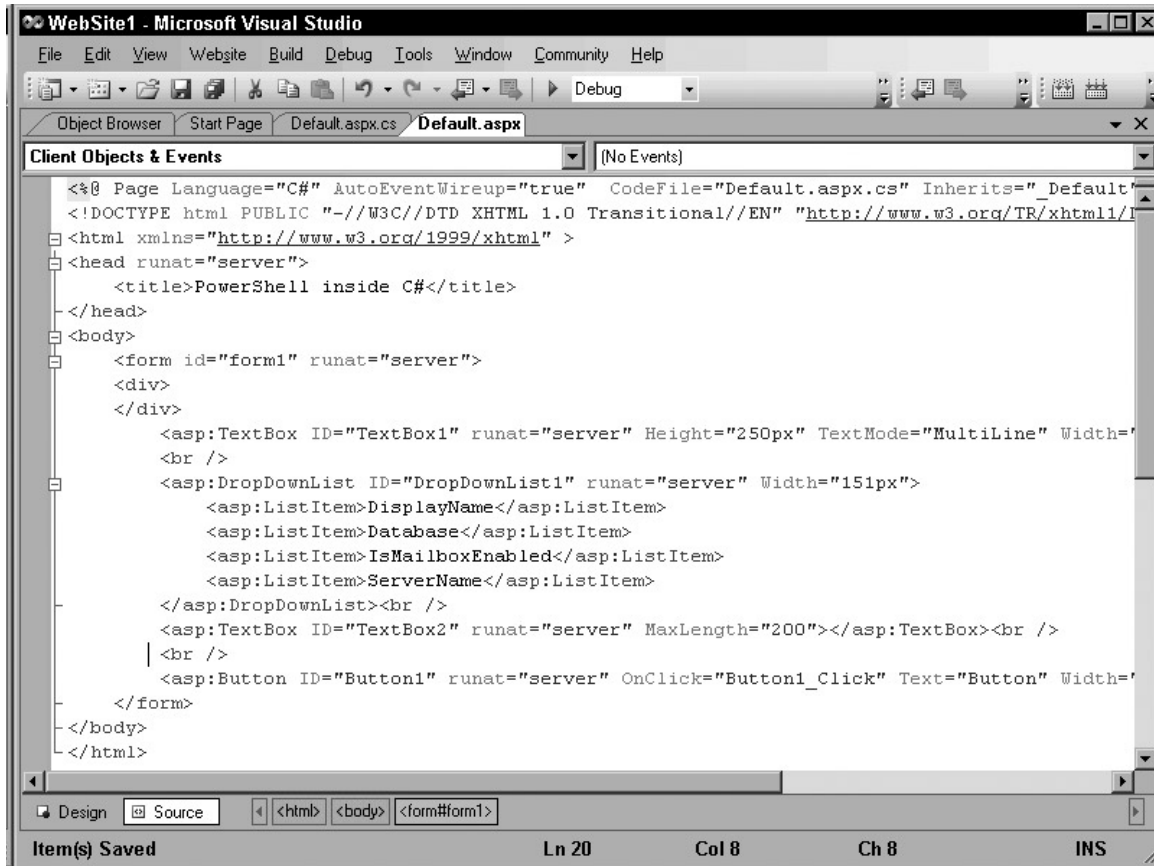 WebSite1 - Microsoft Visual Studio
File Edit View Website Build Debug Tools Window Community Help
Debug
Object Browser Start Page Default.aspx.cs Default.aspx
Client Objects & Events (No Events)
<%@ Page Language="C#" AutoEventWireup="true" CodeFile="Default.aspx.cs" Inherits="_Default"
<!DOCTYPE html PUBLIC "-//W3C//DTD XHTML 1.0 Transitional//EN" "http://www.w3.org/TR/xhtml1/
<html xmlns="http://www.w3.org/1999/xhtml" >
<head runat="server">
<title>PowerShell inside C#</title>
</head>
<body>
<form id="form1" runat="server">
<div>
</div>
<asp:TextBox ID="TextBox1" runat="server" Height="250px" TextMode="MultiLine" Width="
<br />
<asp:DropDownList ID="DropDownList1" runat="server" Width="151px">
<asp:ListItem>DisplayName</asp:ListItem>
<asp:ListItem>Database</asp:ListItem>
<asp:ListItem>IsMailboxEnabled</asp:ListItem>
<asp:ListItem>ServerName</asp:ListItem>
</asp:DropDownList><br />
<asp:TextBox ID="TextBox2" runat="server" MaxLength="200"></asp:TextBox><br />
<br />
<asp:Button ID="Button1" runat="server" OnClick="Button1_Click" Text="Button" Width="
</form>
</body>
</html>
Design Source <html> <body> <form#form1>
Item(s) Saved Ln 20 Col 8 Ch 8 INS